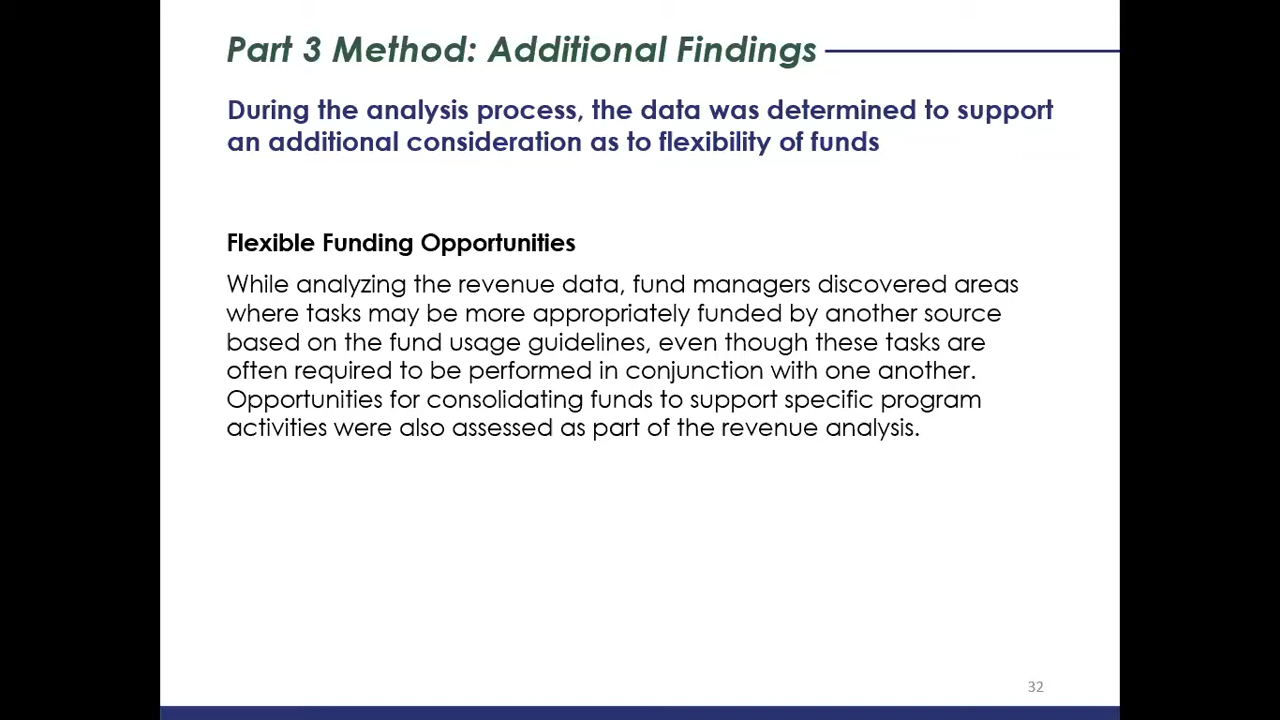 Part 3 Method: Additional Findings
During the analysis process, the data was determined to support
an additional consideration as to flexibility of funds
Flexible Funding Opportunities
While analyzing the revenue data, fund managers discovered areas
where tasks may be more appropriately funded by another source
based on the fund usage guidelines, even though these tasks are
often required to be performed in conjunction with one another.
Opportunities for consolidating funds to support specific program
activities were also assessed as part of the revenue analysis.
32